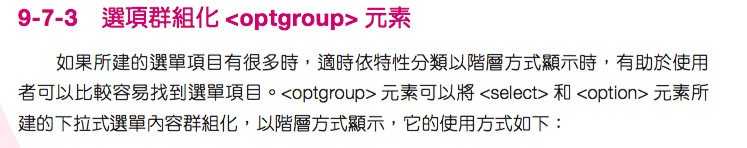 9-7-3 選項群組化 <optgroup> 元素
如果所建的選單項目有很多時，適時依特性分類以階層方式顯示時，有助於使用
者可以比較容易找到選單項目。<optgroup> 元素可以將 <select> 和 <option> 元素所
建的下拉式選單內容群組化，以階層方式顯示，它的使用方式如下：